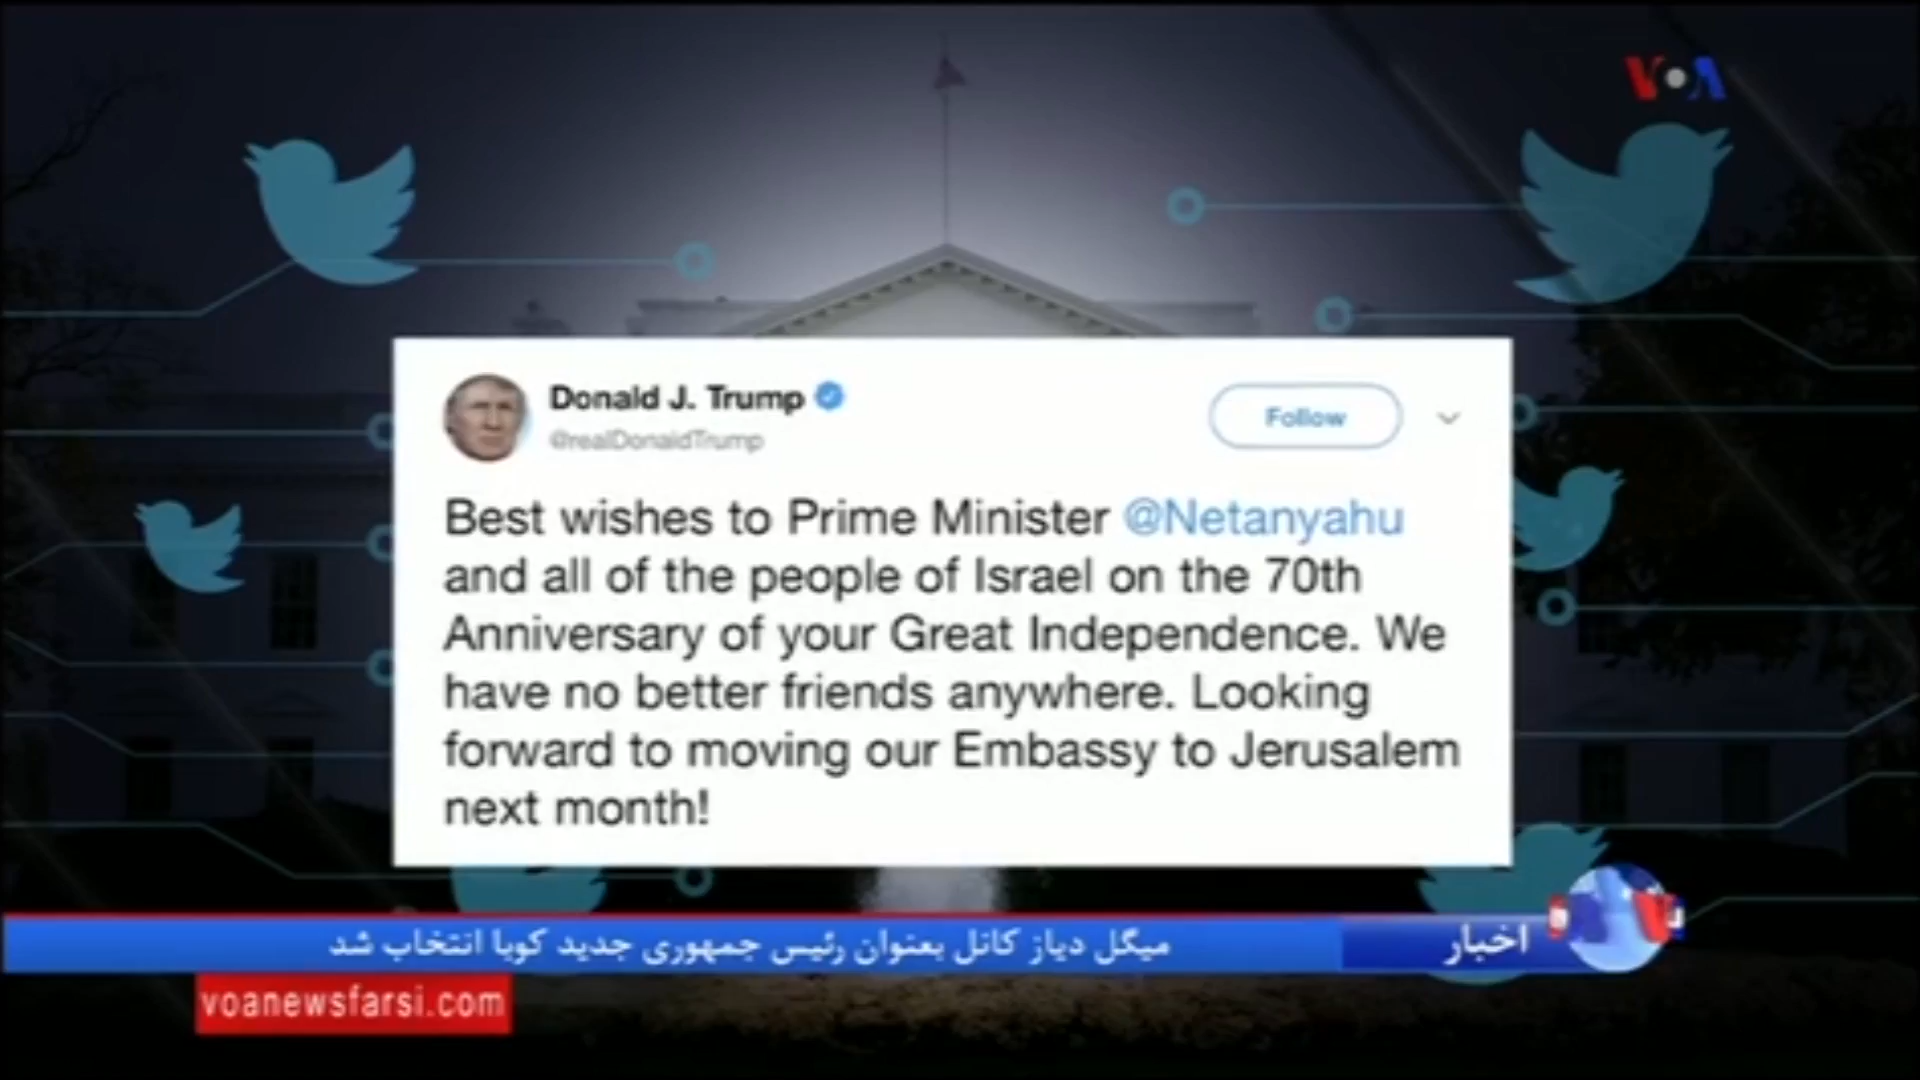 VOA
Donald J. Trump
@realDonaldTrump
Follow
Best wishes to Prime Minister @Netanyahu
and all of the people of Israel on the 70th
Anniversary of your Great Independence. We
have no better friends anywhere. Looking
forward to moving our Embassy to Jerusalem
next month!
اخبار
میگل دیاز کانل بعنوان رئیس جمهوری جدید کوبا انتخاب شد
voanewsfarsi.com